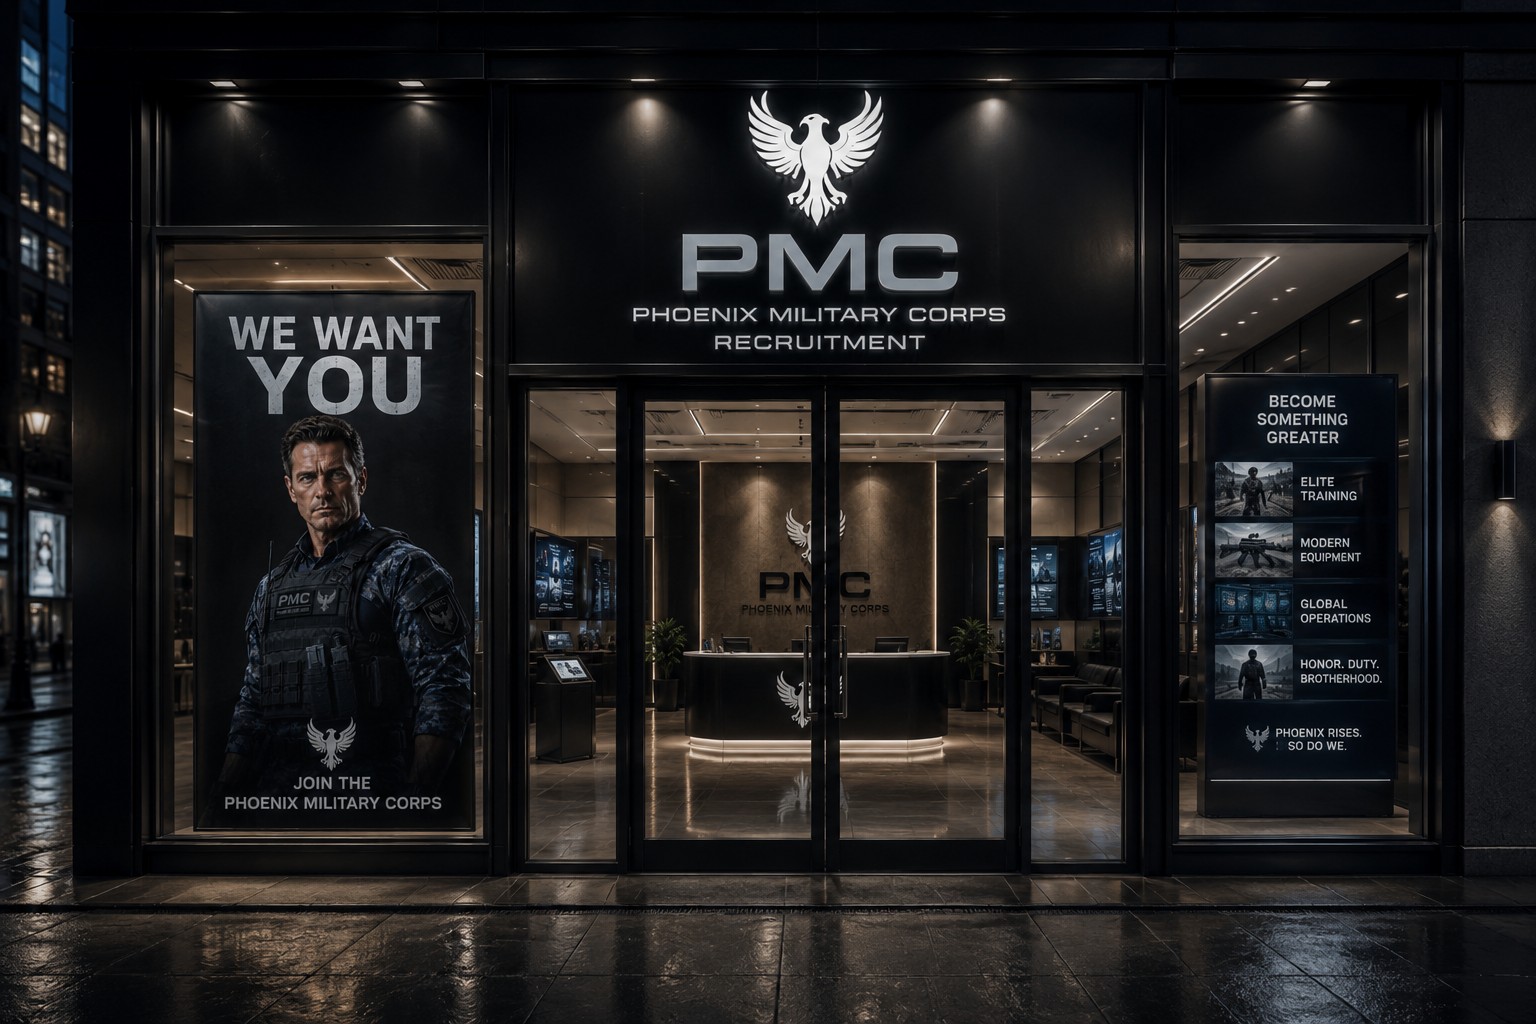 PMC
PHOENIX MILITARY CORPS
RECRUITMENT
WE WANT
YOU
PMC
JOIN THE
PHOENIX MILITARY CORPS
PMC
PHOENIX MILITARY CORPS
BECOME
SOMETHING
GREATER
ELITE
TRAINING
MODERN
EQUIPMENT
GLOBAL
OPERATIONS
HONOR. DUTY.
BROTHERHOOD.
PHOENIX RISES.
SO DO WE.